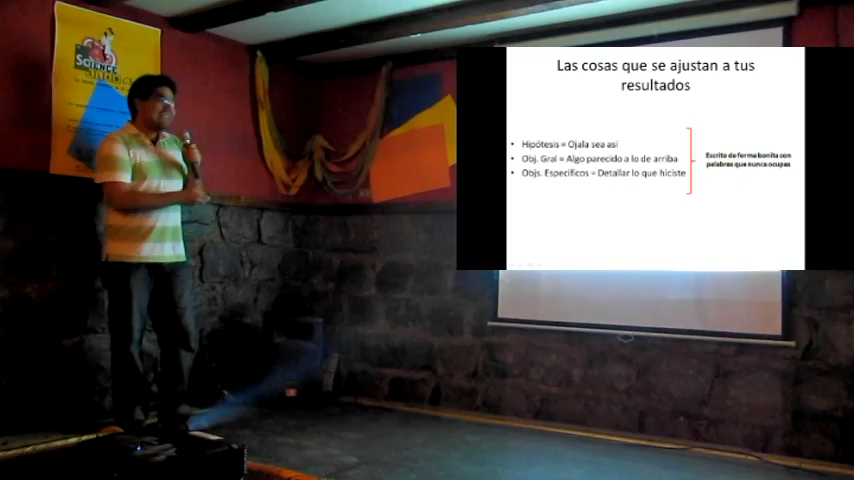 SCIENCE
Las cosas que se ajustan a tus
resultados
• Hipótesis = Ojala sea así
• Obj. Gral = Algo parecido a lo de arriba
• Objs. Específicos = Detallar lo que hiciste
Escrito de forma bonita con
palabras que nunca ocupas